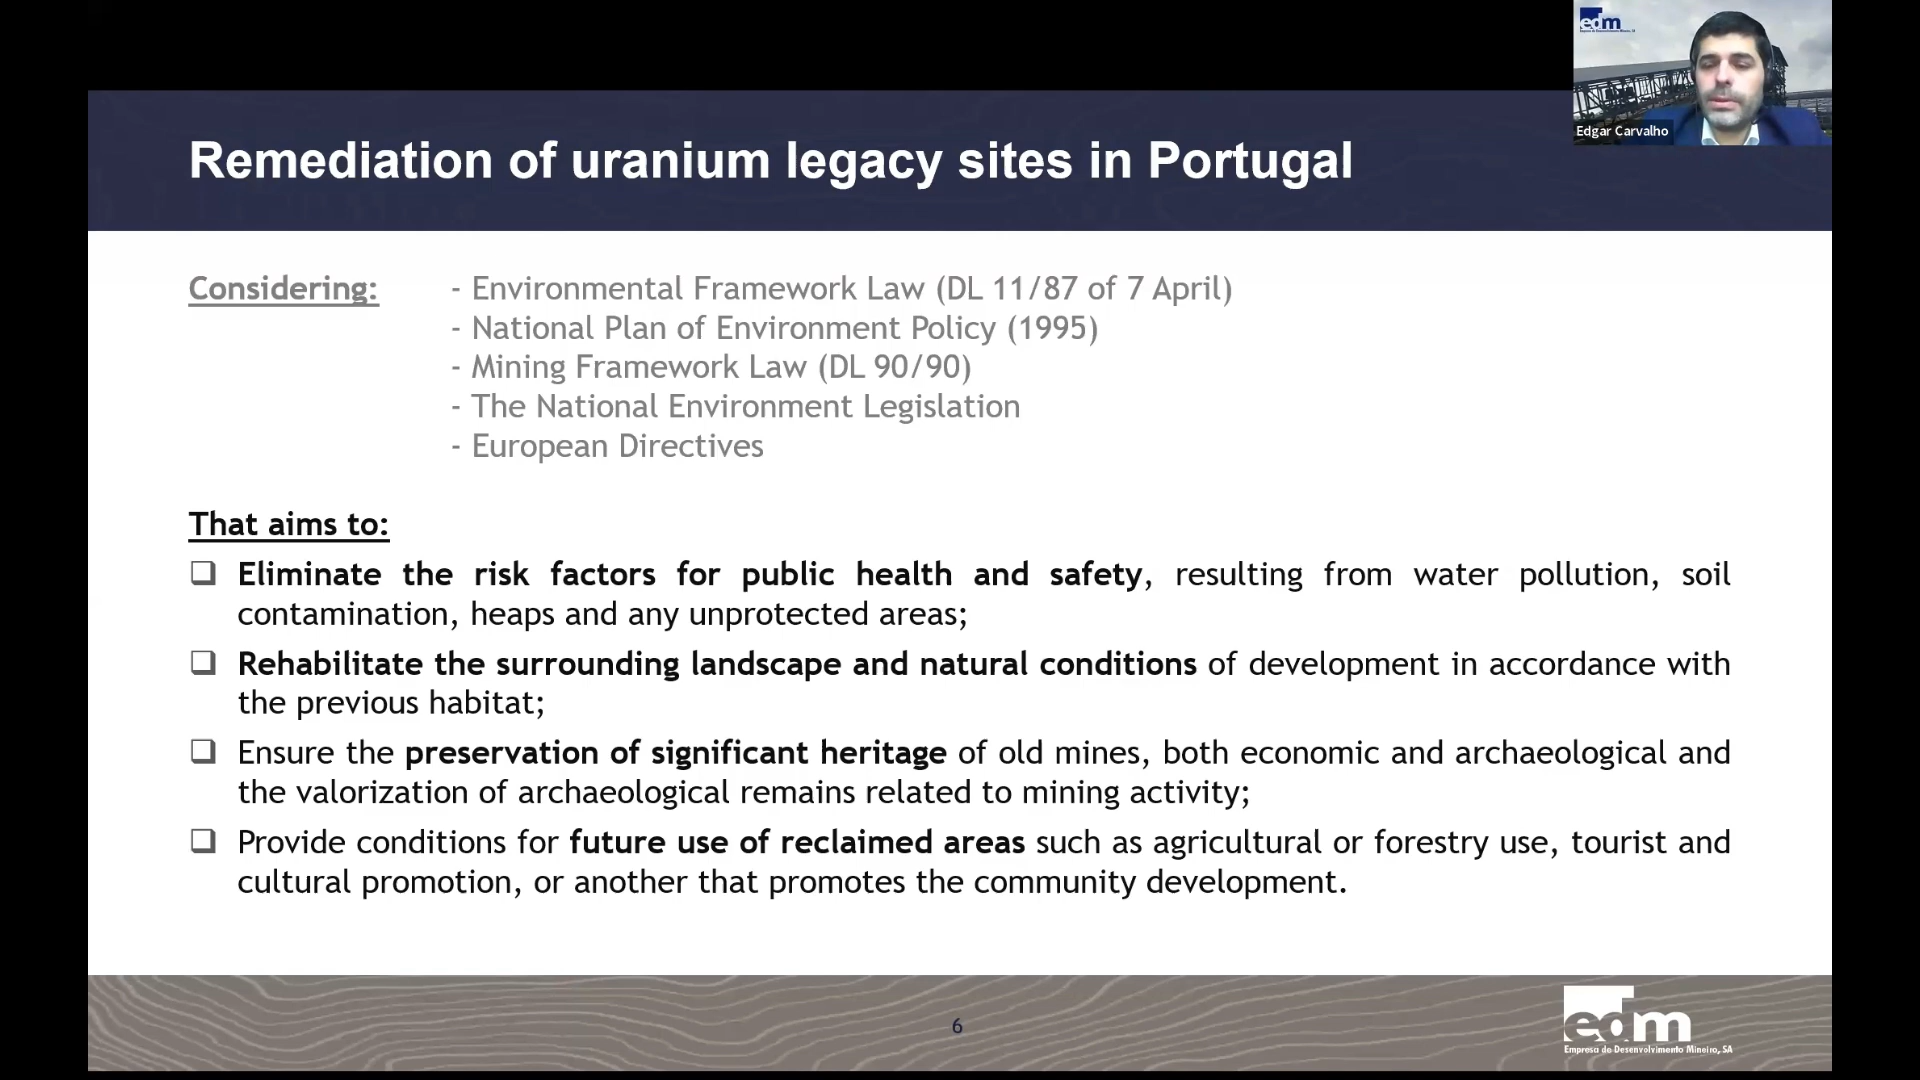 edm
Edgar Carvalho
Remediation of uranium legacy sites in Portugal
Considering: - Environmental Framework Law (DL 11/87 of 7 April)
- National Plan of Environment Policy (1995)
- Mining Framework Law (DL 90/90)
- The National Environment Legislation
- European Directives
That aims to:
❑ Eliminate the risk factors for public health and safety, resulting from water pollution, soil
contamination, heaps and any unprotected areas;
❑ Rehabilitate the surrounding landscape and natural conditions of development in accordance with
the previous habitat;
❑ Ensure the preservation of significant heritage of old mines, both economic and archaeological and
the valorization of archaeological remains related to mining activity;
❑ Provide conditions for future use of reclaimed areas such as agricultural or forestry use, tourist and
cultural promotion, or another that promotes the community development.
6
edm
Empresa de Desenvolvimento Mineiro, SA